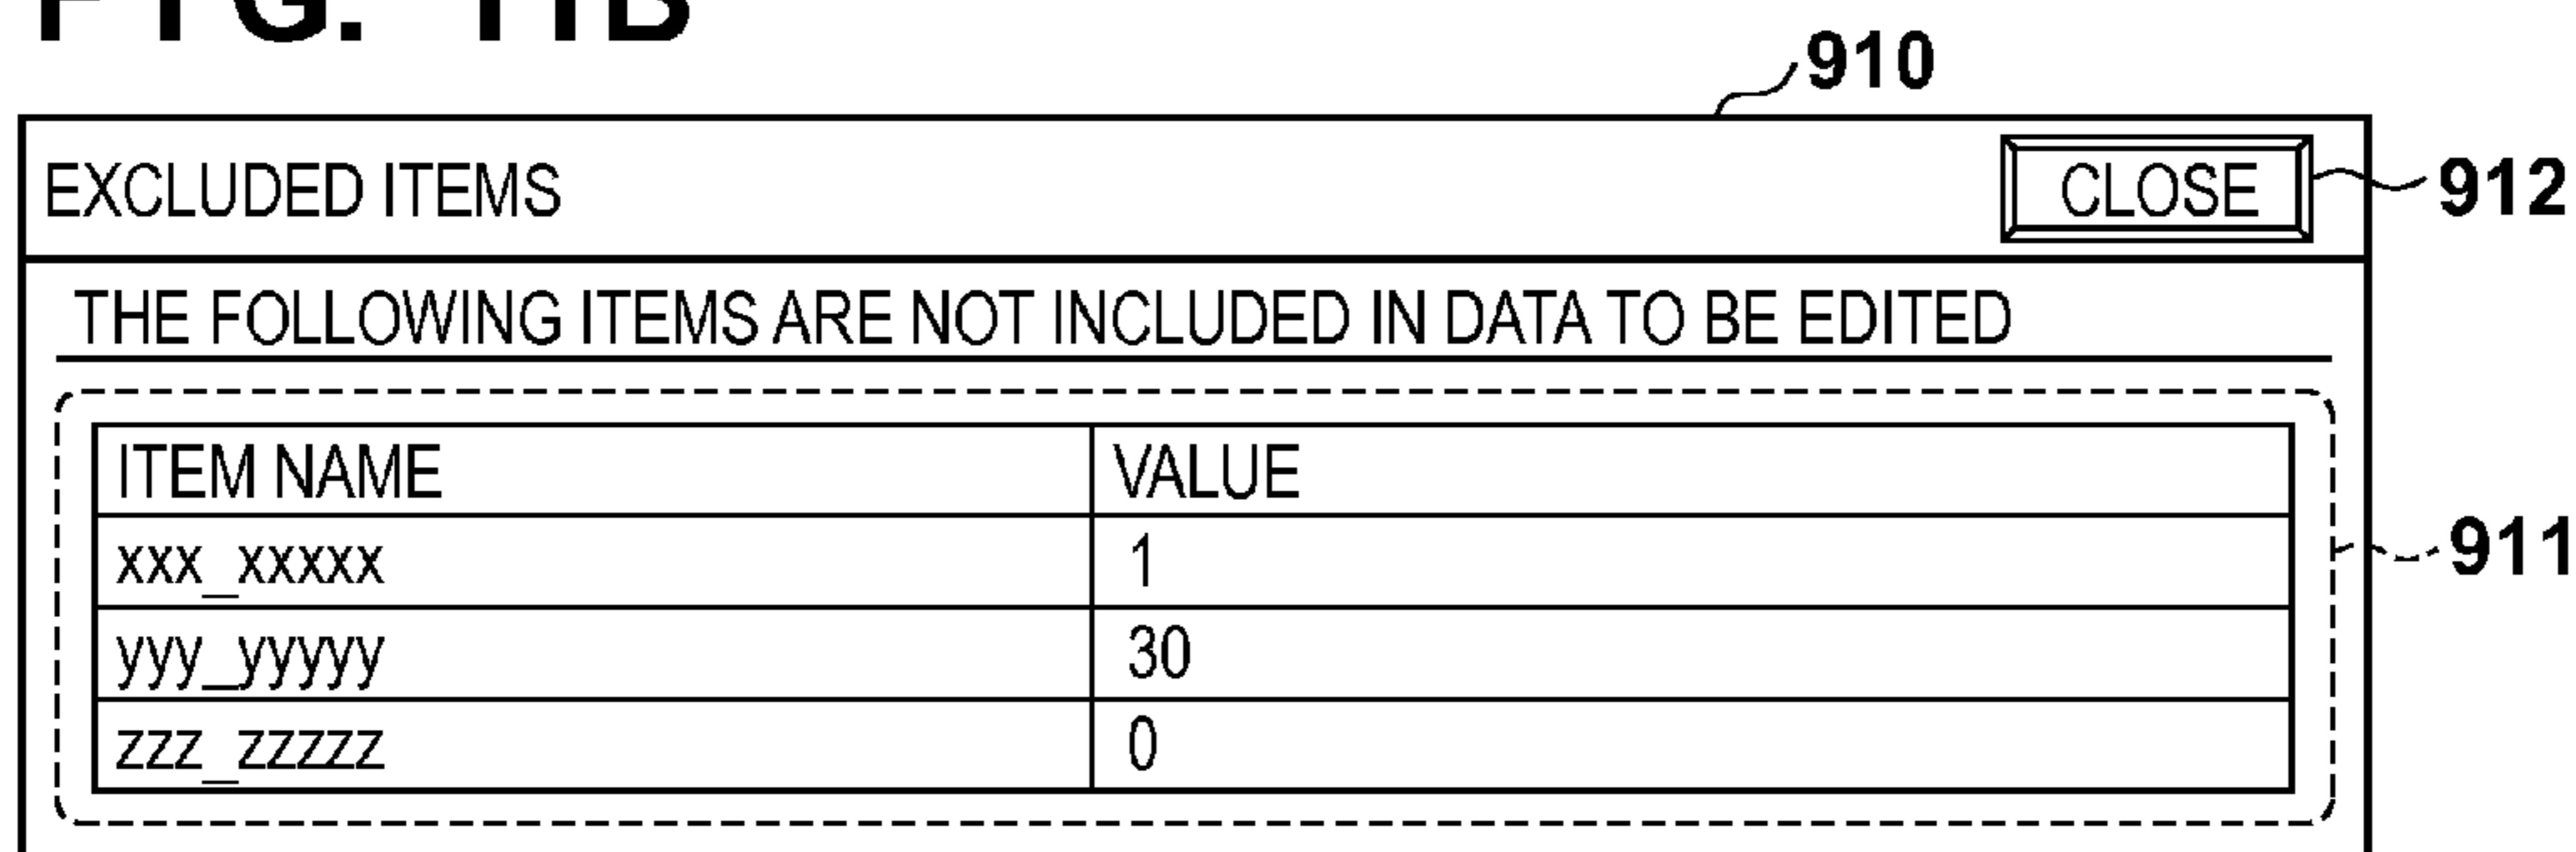 FIG. 11B
910
EXCLUDED ITEMS CLOSE 912
THE FOLLOWING ITEMS ARE NOT INCLUDED IN DATA TO BE EDITED
ITEM NAME VALUE
xxx_xxxxx 1 911
yyy_yyyyy 30
zzz_zzzzz 0